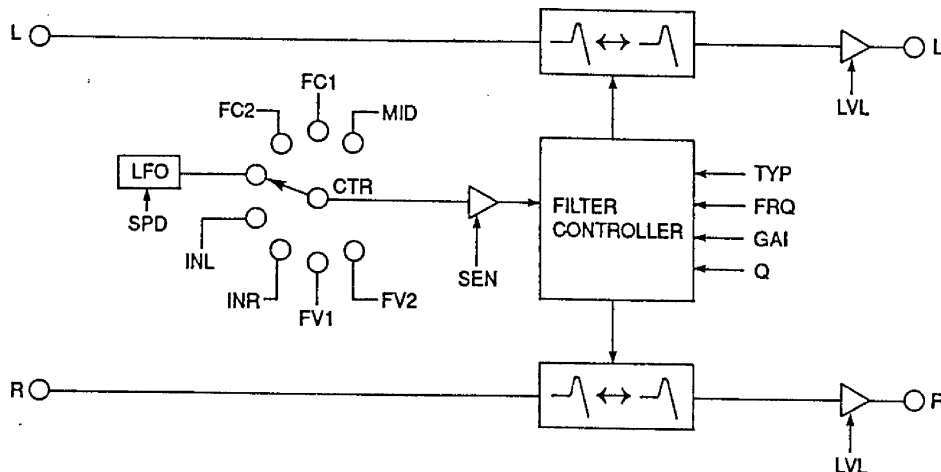 L
L
LVL
FC1
FC2
MID
LFO
SPD
CTR
INL
INR
FV1
FV2
SEN
FILTER
CONTROLLER
TYP
FRQ
GAI
Q
R
R
LVL